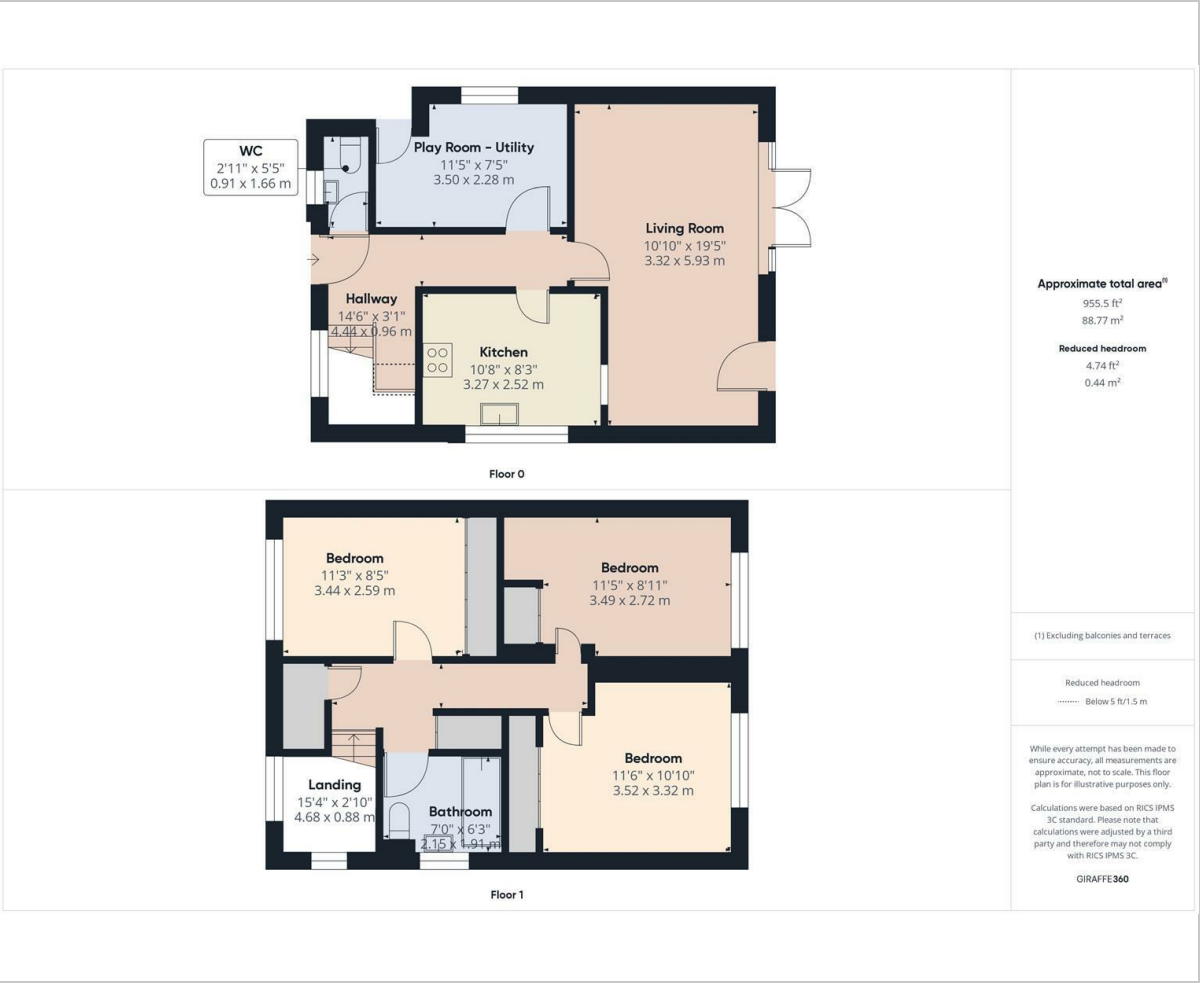 WC
2'11" x 5'5"
0.91 x 1.66 m
Play Room - Utility
11'5" x 7'5"
3.50 x 2.28 m
Living Room
10'10" x 19'5"
3.32 x 5.93 m
Hallway
14'6" x 3'1"
4.44 x 0.96 m
Kitchen
10'8" x 8'3"
3.27 x 2.52 m
Floor 0
Bedroom
11'3" x 8'5"
3.44 x 2.59 m
Bedroom
11'5" x 8'11"
3.49 x 2.72 m
Landing
15'4" x 2'10"
4.68 x 0.88 m
Bathroom
7'0" x 6'3"
2.15 x 1.91 m
Bedroom
11'6" x 10'10"
3.52 x 3.32 m
Floor 1
Approximate total area(1)
955.5 ft²
88.77 m²
Reduced headroom
4.74 ft²
0.44 m²
(1) Excluding balconies and terraces
Reduced headroom
Below 5 ft/1.5 m
While every attempt has been made to
ensure accuracy, all measurements are
approximate, not to scale. This floor
plan is for illustrative purposes only.
Calculations were based on RICS IPMS
3C standard. Please note that
calculations were adjusted by a third
party and therefore may not comply
with RICS IPMS 3C.
GIRAFFE360